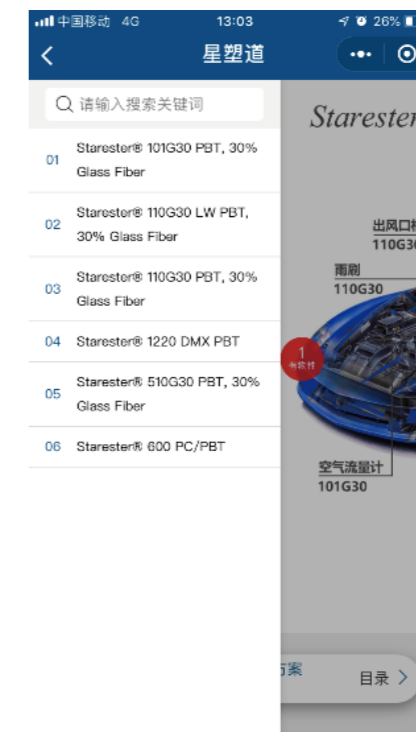 中国移动 4G 13:03 26%
星塑道
请输入搜索关键词
Starester
01 Starester® 101G30 PBT, 30%
Glass Fiber
02 Starester® 110G30 LW PBT,
30% Glass Fiber
03 Starester® 110G30 PBT, 30%
Glass Fiber
04 Starester® 1220 DMX PBT
05 Starester® 510G30 PBT, 30%
Glass Fiber
06 Starester® 600 PC/PBT
出风口
110G30
雨刷
110G30
1
空气流量计
101G30
方案
目录